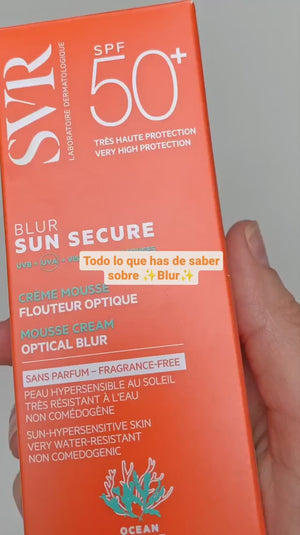 SVR
LABORATOIRE DERMATOLOGIQUE
SPF
50+
TRÈS HAUTE PROTECTION
VERY HIGH PROTECTION
BLUR
SUN SECURE
UVB + UVA +
Todo lo que has de saber
sobre ✨Blur✨
CRÈME MOUSSE
FLOUTEUR OPTIQUE
MOUSSE CREAM
OPTICAL BLUR
SANS PARFUM – FRAGRANCE-FREE
PEAU HYPERSENSIBLE AU SOLEIL
TRÈS RÉSISTANT À L'EAU
NON COMÉDOGÈNE
SUN-HYPERSENSITIVE SKIN
VERY WATER-RESISTANT
NON COMEDOGENIC
OCEAN